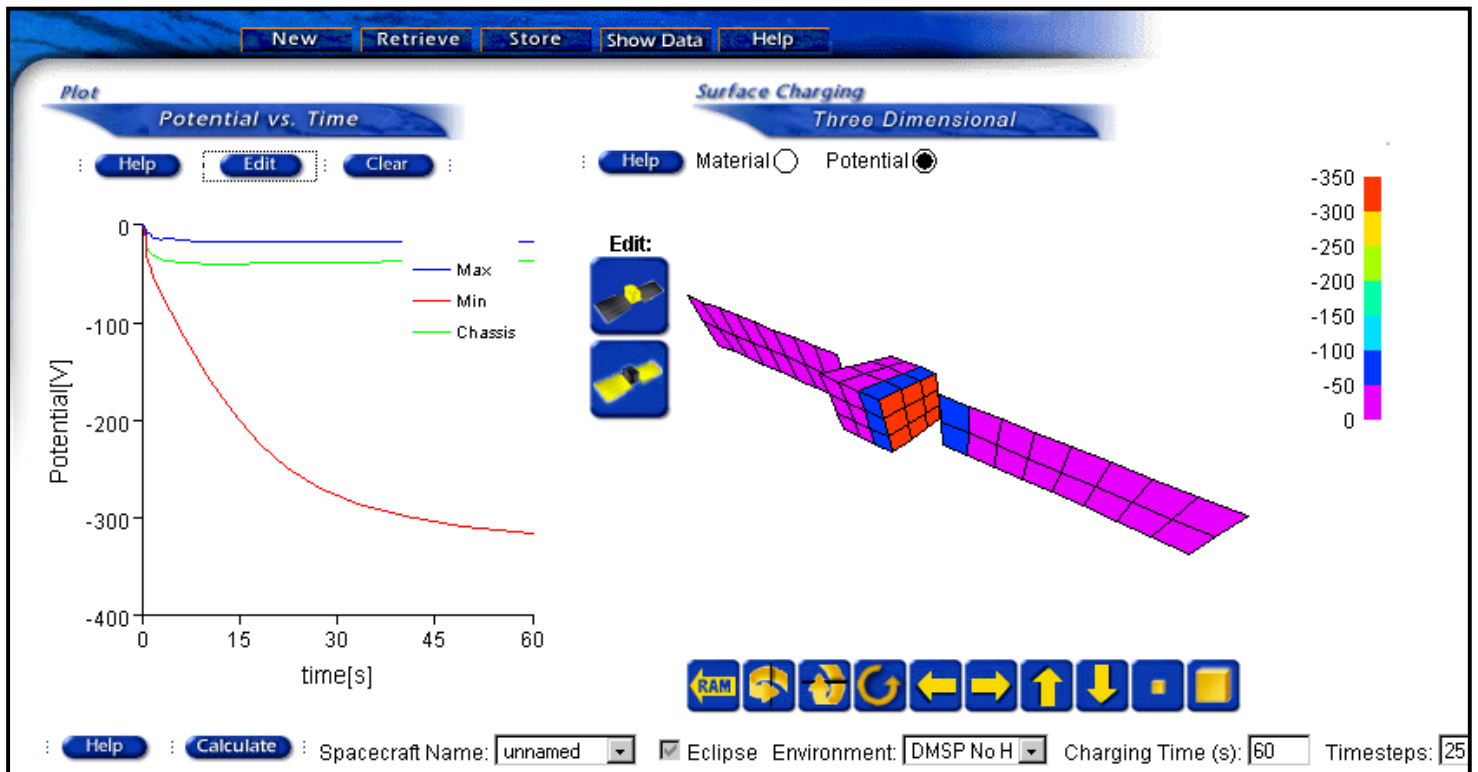 New Retrieve Store Show Data Help
Plot
Potential vs. Time
Help Edit Clear
Surface Charging
Three Dimensional
Help Material Potential
0
-100
-200
-300
-400
Potential[V]
Max
Min
Chassis
0 15 30 45 60
time[s]
Edit:
-350
-300
-250
-200
-150
-100
-50
0
RAM
Help Calculate Spacecraft Name: unnamed Eclipse Environment: DMSP No H Charging Time (s): 60 Timesteps: 25